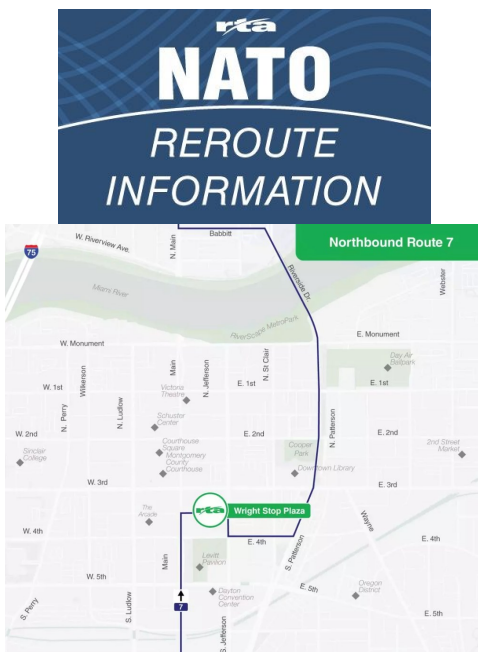 rta
NATO
REROUTE
INFORMATION
Northbound Route 7
75
W. Riverview Ave.
N. Main
Babbitt
Riverside Dr.
Webster
Miami River
RiverScape MetroPark
W. Monument
E. Monument
Day Air
Ballpark
W. 1st
Wilkerson
Main
N. Jefferson
E. 1st
N. St Clair
E. 1st
Victoria
Theatre
N. Perry
N. Ludlow
Schuster
Center
N. Patterson
W. 2nd
E. 2nd
E. 2nd
Courthouse
Square
Montgomery
County
Courthouse
Cooper
Park
2nd Street
Market
Sinclair
College
Downtown Library
W. 3rd
E. 3rd
The
Arcade
rta
Wright Stop Plaza
Wayne
W. 4th
E. 4th
E. 4th
Main
Levitt
Pavilion
S. Patterson
W. 5th
E. 5th
Oregon
District
S. Perry
S. Ludlow
7
Dayton
Convention
Center
E. 5th
S. Jefferson